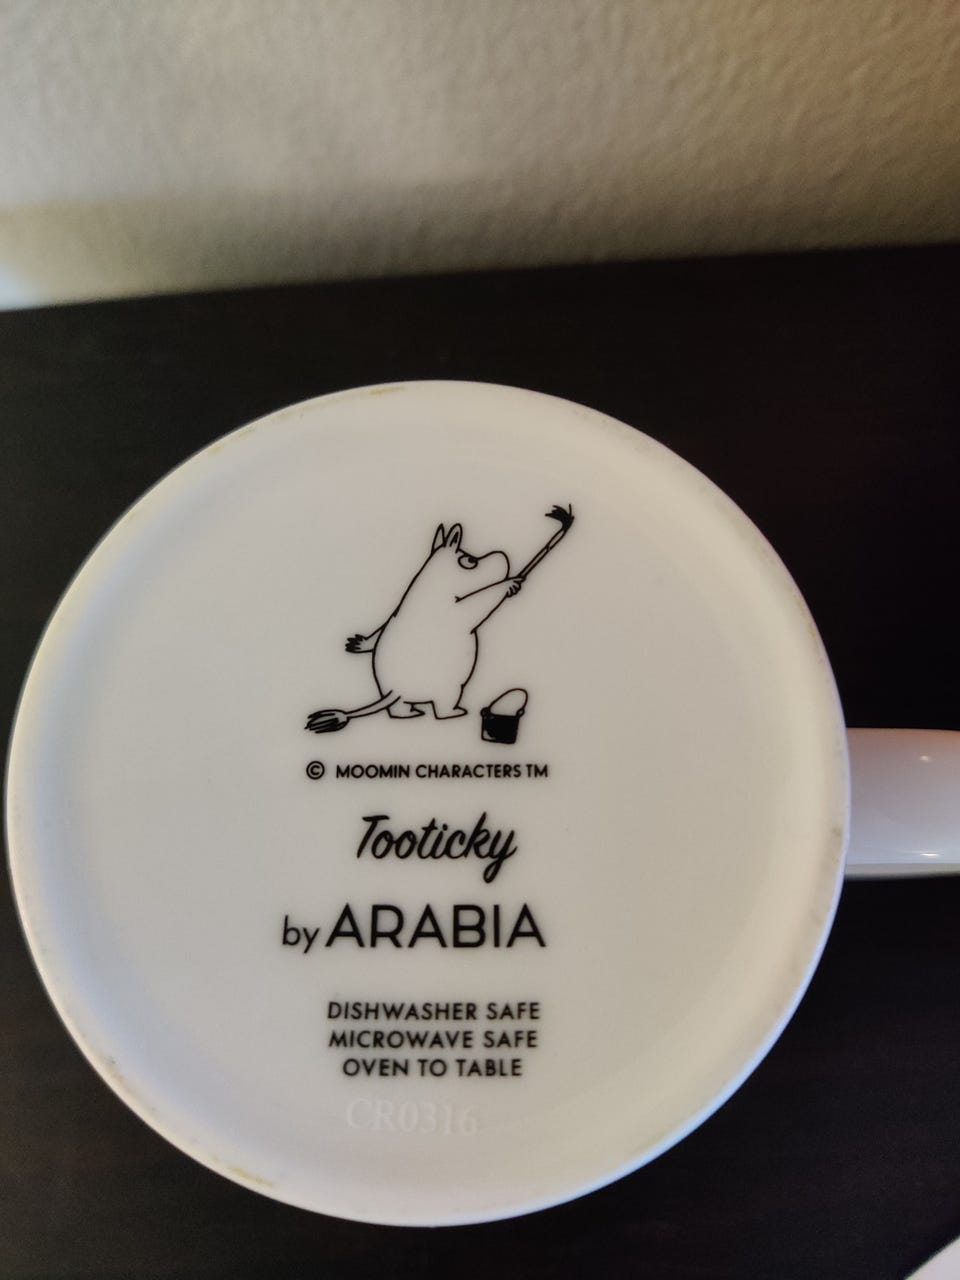 © MOOMIN CHARACTERS TM
Tooticky
by ARABIA
DISHWASHER SAFE
MICROWAVE SAFE
OVEN TO TABLE
CR0316